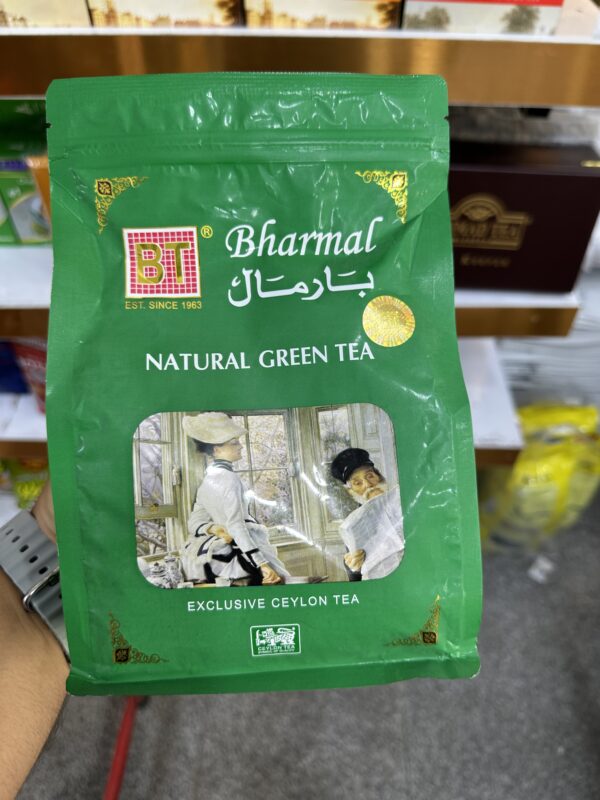 BT
®
EST. SINCE 1963
Bharmal
بارمال
NATURAL GREEN TEA
EXCLUSIVE CEYLON TEA
CEYLON TEA